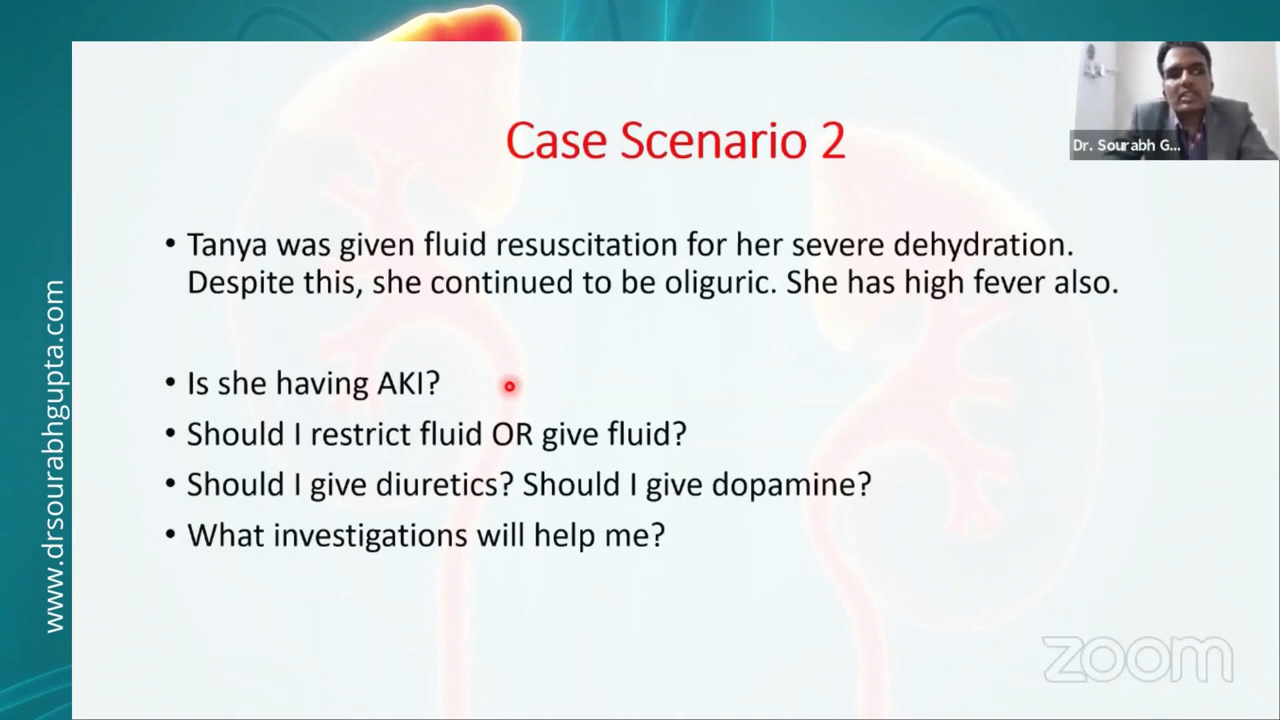 Case Scenario 2
Dr. Sourabh G...
• Tanya was given fluid resuscitation for her severe dehydration.
Despite this, she continued to be oliguric. She has high fever also.
• Is she having AKI?
• Should I restrict fluid OR give fluid?
• Should I give diuretics? Should I give dopamine?
• What investigations will help me?
www.drsourabhgupta.com
zoom